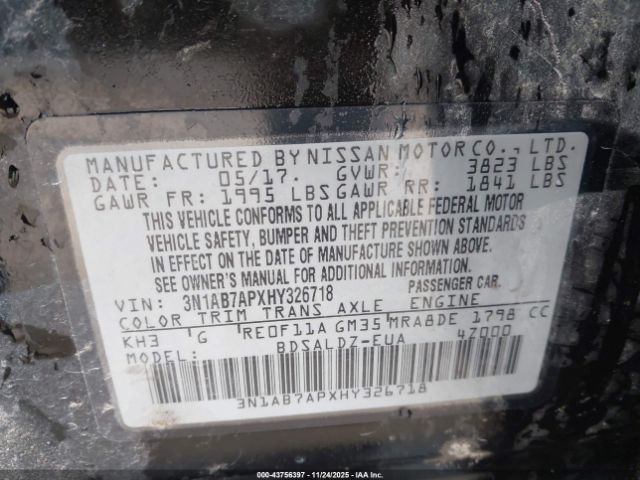 MANUFACTURED BY NISSAN MOTOR CO., LTD.
DATE: 05/17. GVWR: 3823 LBS
GAWR FR: 1995 LBS GAWR RR: 1841 LBS
THIS VEHICLE CONFORMS TO ALL APPLICABLE FEDERAL MOTOR
VEHICLE SAFETY, BUMPER AND THEFT PREVENTION STANDARDS
IN EFFECT ON THE DATE OF MANUFACTURE SHOWN ABOVE.
SEE OWNER'S MANUAL FOR ADDITIONAL INFORMATION.
VIN: 3N1AB7APXHY326718 PASSENGER CAR
COLOR TRIM TRANS AXLE ENGINE
KH3 G RE0F11A GM35 MRA8DE 1798 CC
MODEL: BDSALDZ-EUA 4Z000
3N1AB7APXHY326718
000-43756397 - 11/24/2025 - IAAI.COM